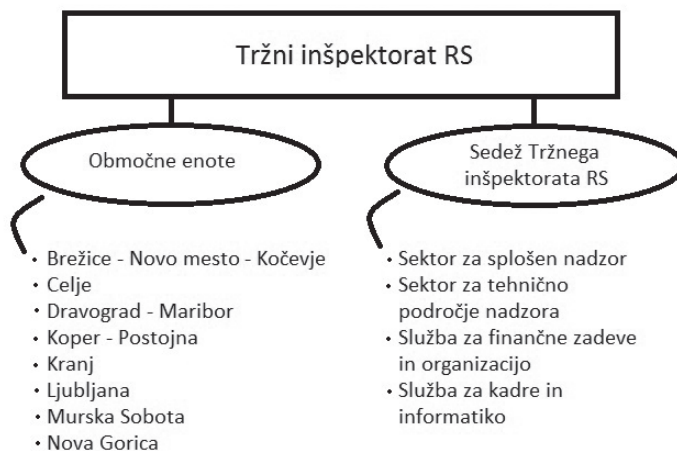 Tržni inšpektorat RS
Območne enote
• Brežice - Novo mesto - Kočevje
• Celje
• Dravograd - Maribor
• Koper - Postojna
• Kranj
• Ljubljana
• Murska Sobota
• Nova Gorica
Sedež Tržnega
inšpektorata RS
• Sektor za splošen nadzor
• Sektor za tehnično
področje nadzora
• Služba za finančne zadeve
in organizacijo
• Služba za kadre in
informatiko